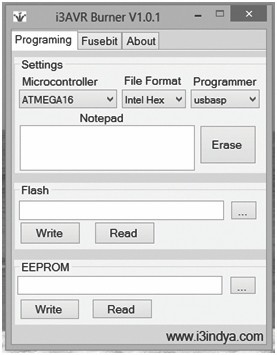 i3AVR Burner V1.0.1
Programing Fusebit About
Settings
Microcontroller File Format Programmer
ATMEGA16 Intel Hex usbasp
Notepad
Erase
Flash
...
Write Read
EEPROM
...
Write Read
www.i3indya.com